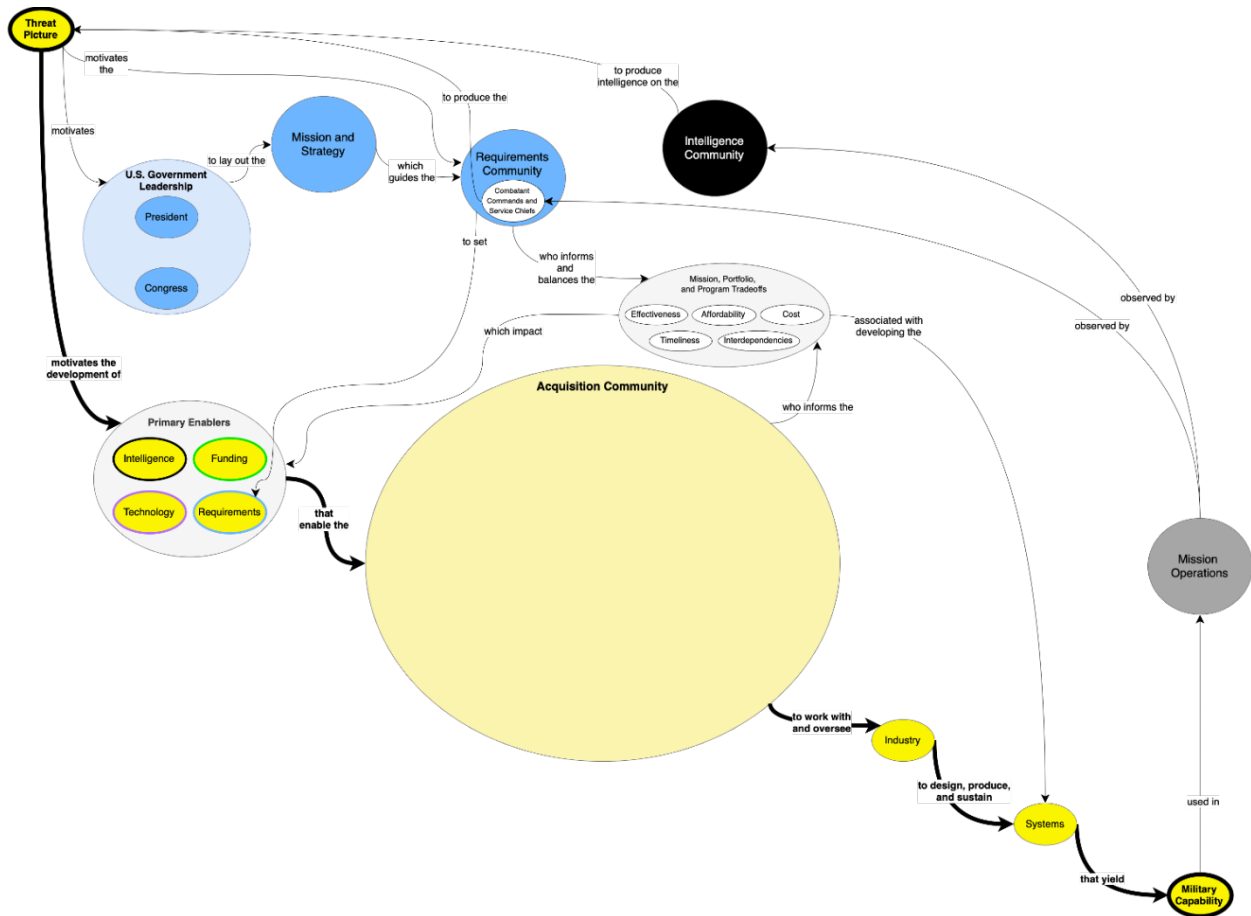 Threat
Picture
motivates
the
to produce
intelligence on the
to produce the
motivates
Mission and
Strategy
Intelligence
Community
to lay out the
which
guides the
Requirements
Community
Combatant
Commands and
Service Chiefs
U.S. Government
Leadership
President
Congress
to set
who informs
and
balances the
Mission, Portfolio,
and Program Tradeoffs
Effectiveness
Affordability
Cost
Timeliness
Interdependencies
which impact
associated with
developing the
observed by
observed by
motivates the
development of
Acquisition Community
who informs the
Primary Enablers
Intelligence
Funding
Technology
Requirements
that
enable the
Mission
Operations
to work with
and oversee
Industry
to design, produce,
and sustain
Systems
used in
that yield
Military
Capability